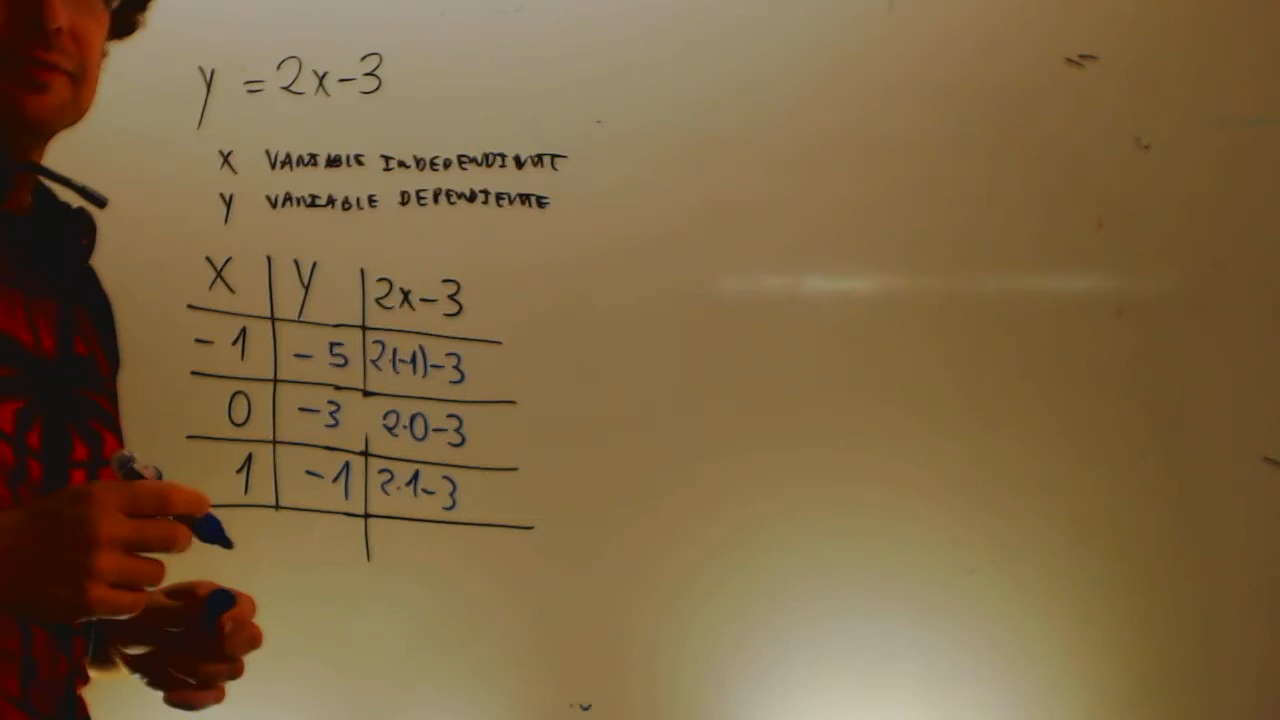 y = 2x-3
X VARIABLE INDEPENDIENTE
y VARIABLE DEPENDIENTE
X y 2x-3
-1 -5 2(-1)-3
0 -3 2·0-3
1 -1 2·1-3